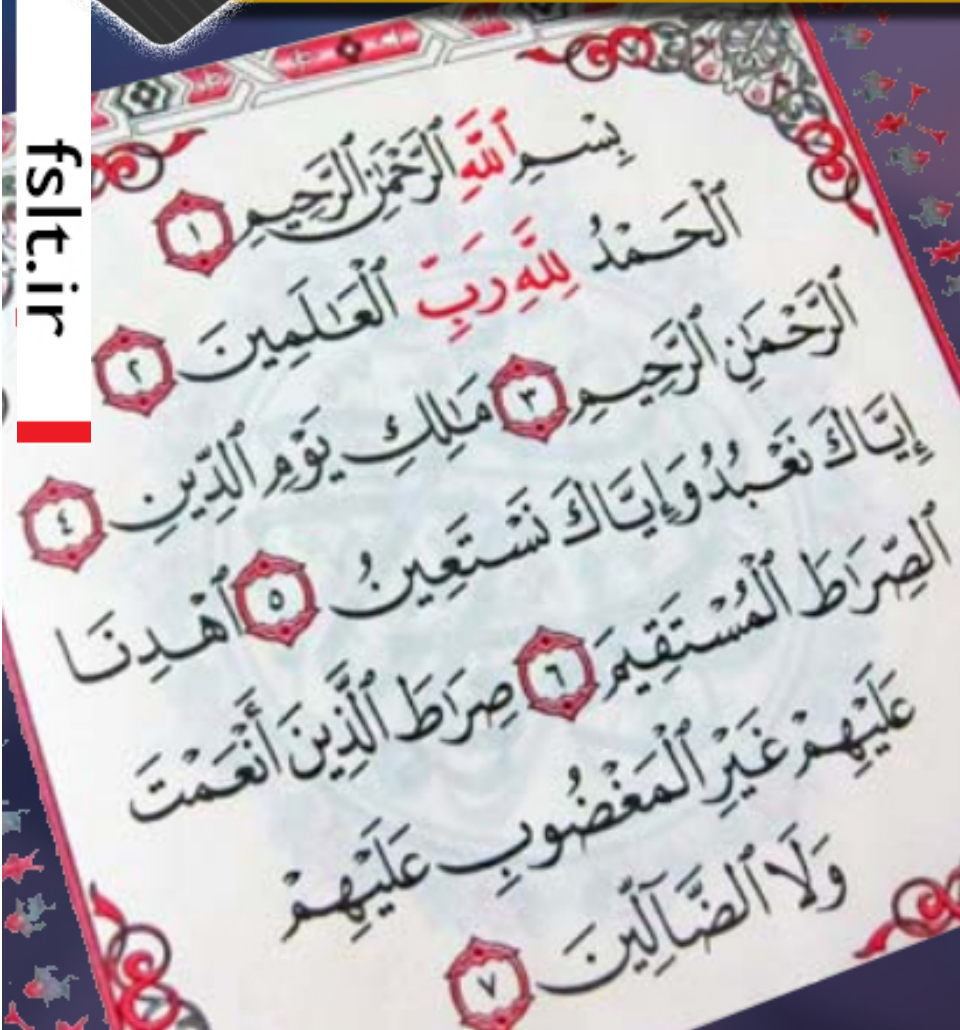 fslt.ir
بِسْمِ ٱللَّهِ ٱلرَّحْمَٰنِ ٱلرَّحِيمِ ١
ٱلْحَمْدُ لِلَّهِ رَبِّ ٱلْعَٰلَمِينَ ٢
ٱلرَّحْمَٰنِ ٱلرَّحِيمِ ٣ مَٰلِكِ يَوْمِ ٱلدِّينِ ٤
إِيَّاكَ نَعْبُدُ وَإِيَّاكَ نَسْتَعِينُ ٥ ٱهْدِنَا
ٱلصِّرَٰطَ ٱلْمُسْتَقِيمَ ٦ صِرَٰطَ ٱلَّذِينَ أَنْعَمْتَ
عَلَيْهِمْ غَيْرِ ٱلْمَغْضُوبِ عَلَيْهِمْ
وَلَا ٱلضَّآلِّينَ ٧